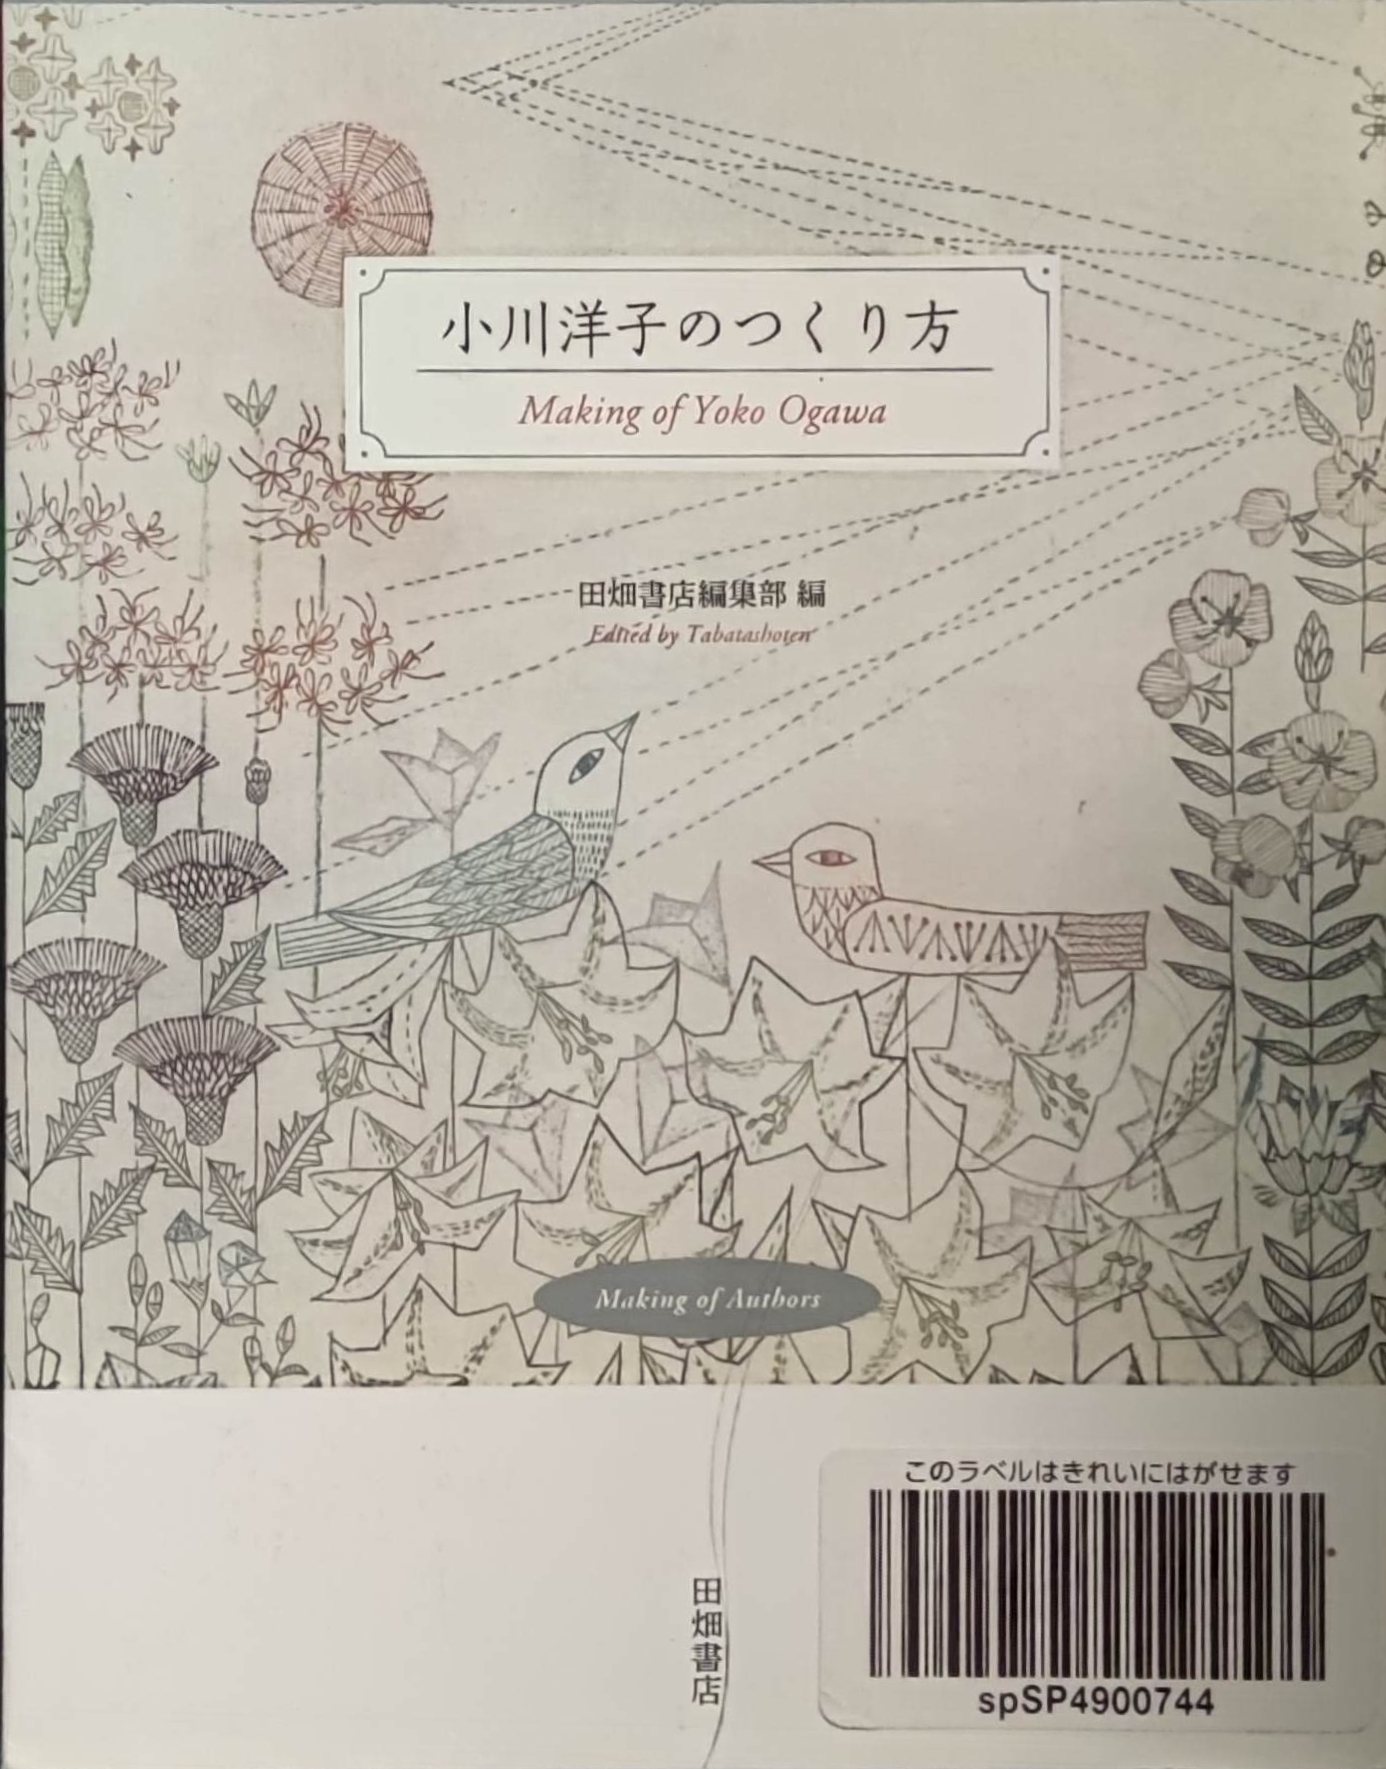 小川洋子のつくり方
Making of Yoko Ogawa
田畑書店編集部 編
Edited by Tabatashoten
Making of Authors
田畑書店
このラベルはきれいにはがせます
spSP4900744